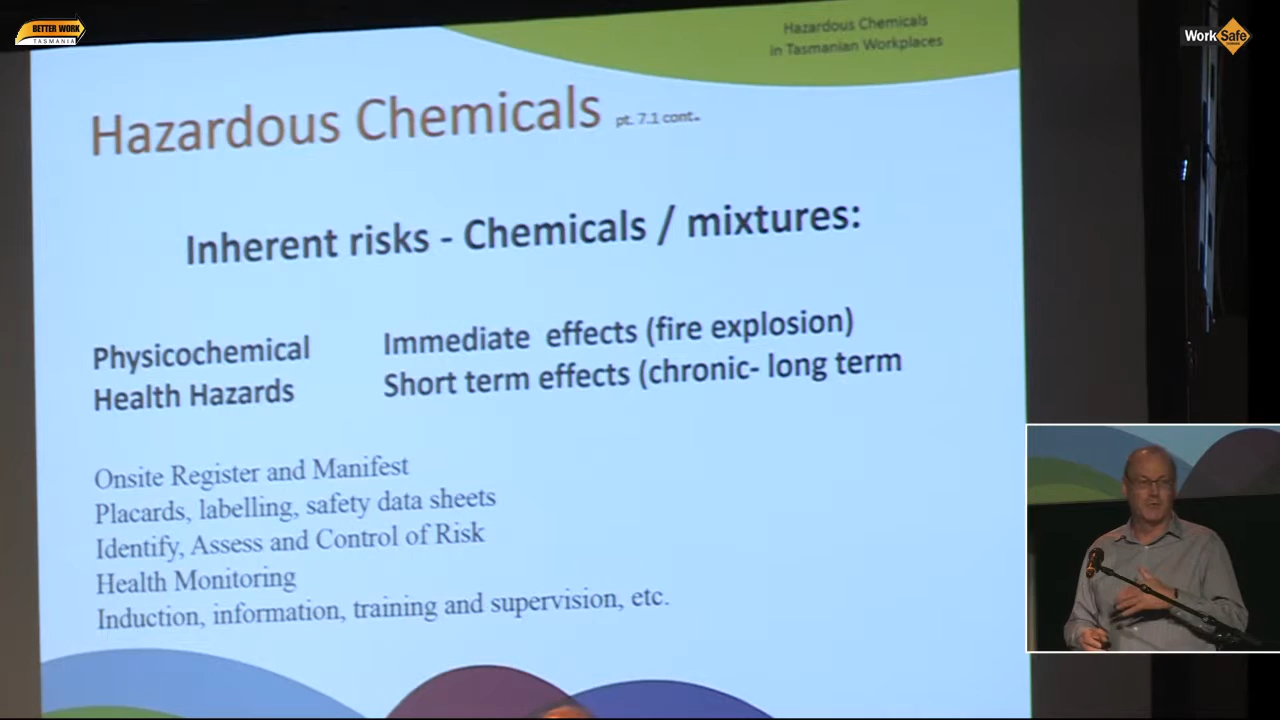 BETTER WORK
TASMANIA
WorkSafe
Hazardous Chemicals
in Tasmanian Workplaces
Hazardous Chemicals pt. 7.1 cont.
Inherent risks - Chemicals / mixtures:
Physicochemical Immediate effects (fire explosion)
Health Hazards Short term effects (chronic- long term
Onsite Register and Manifest
Placards, labelling, safety data sheets
Identify, Assess and Control of Risk
Health Monitoring
Induction, information, training and supervision, etc.